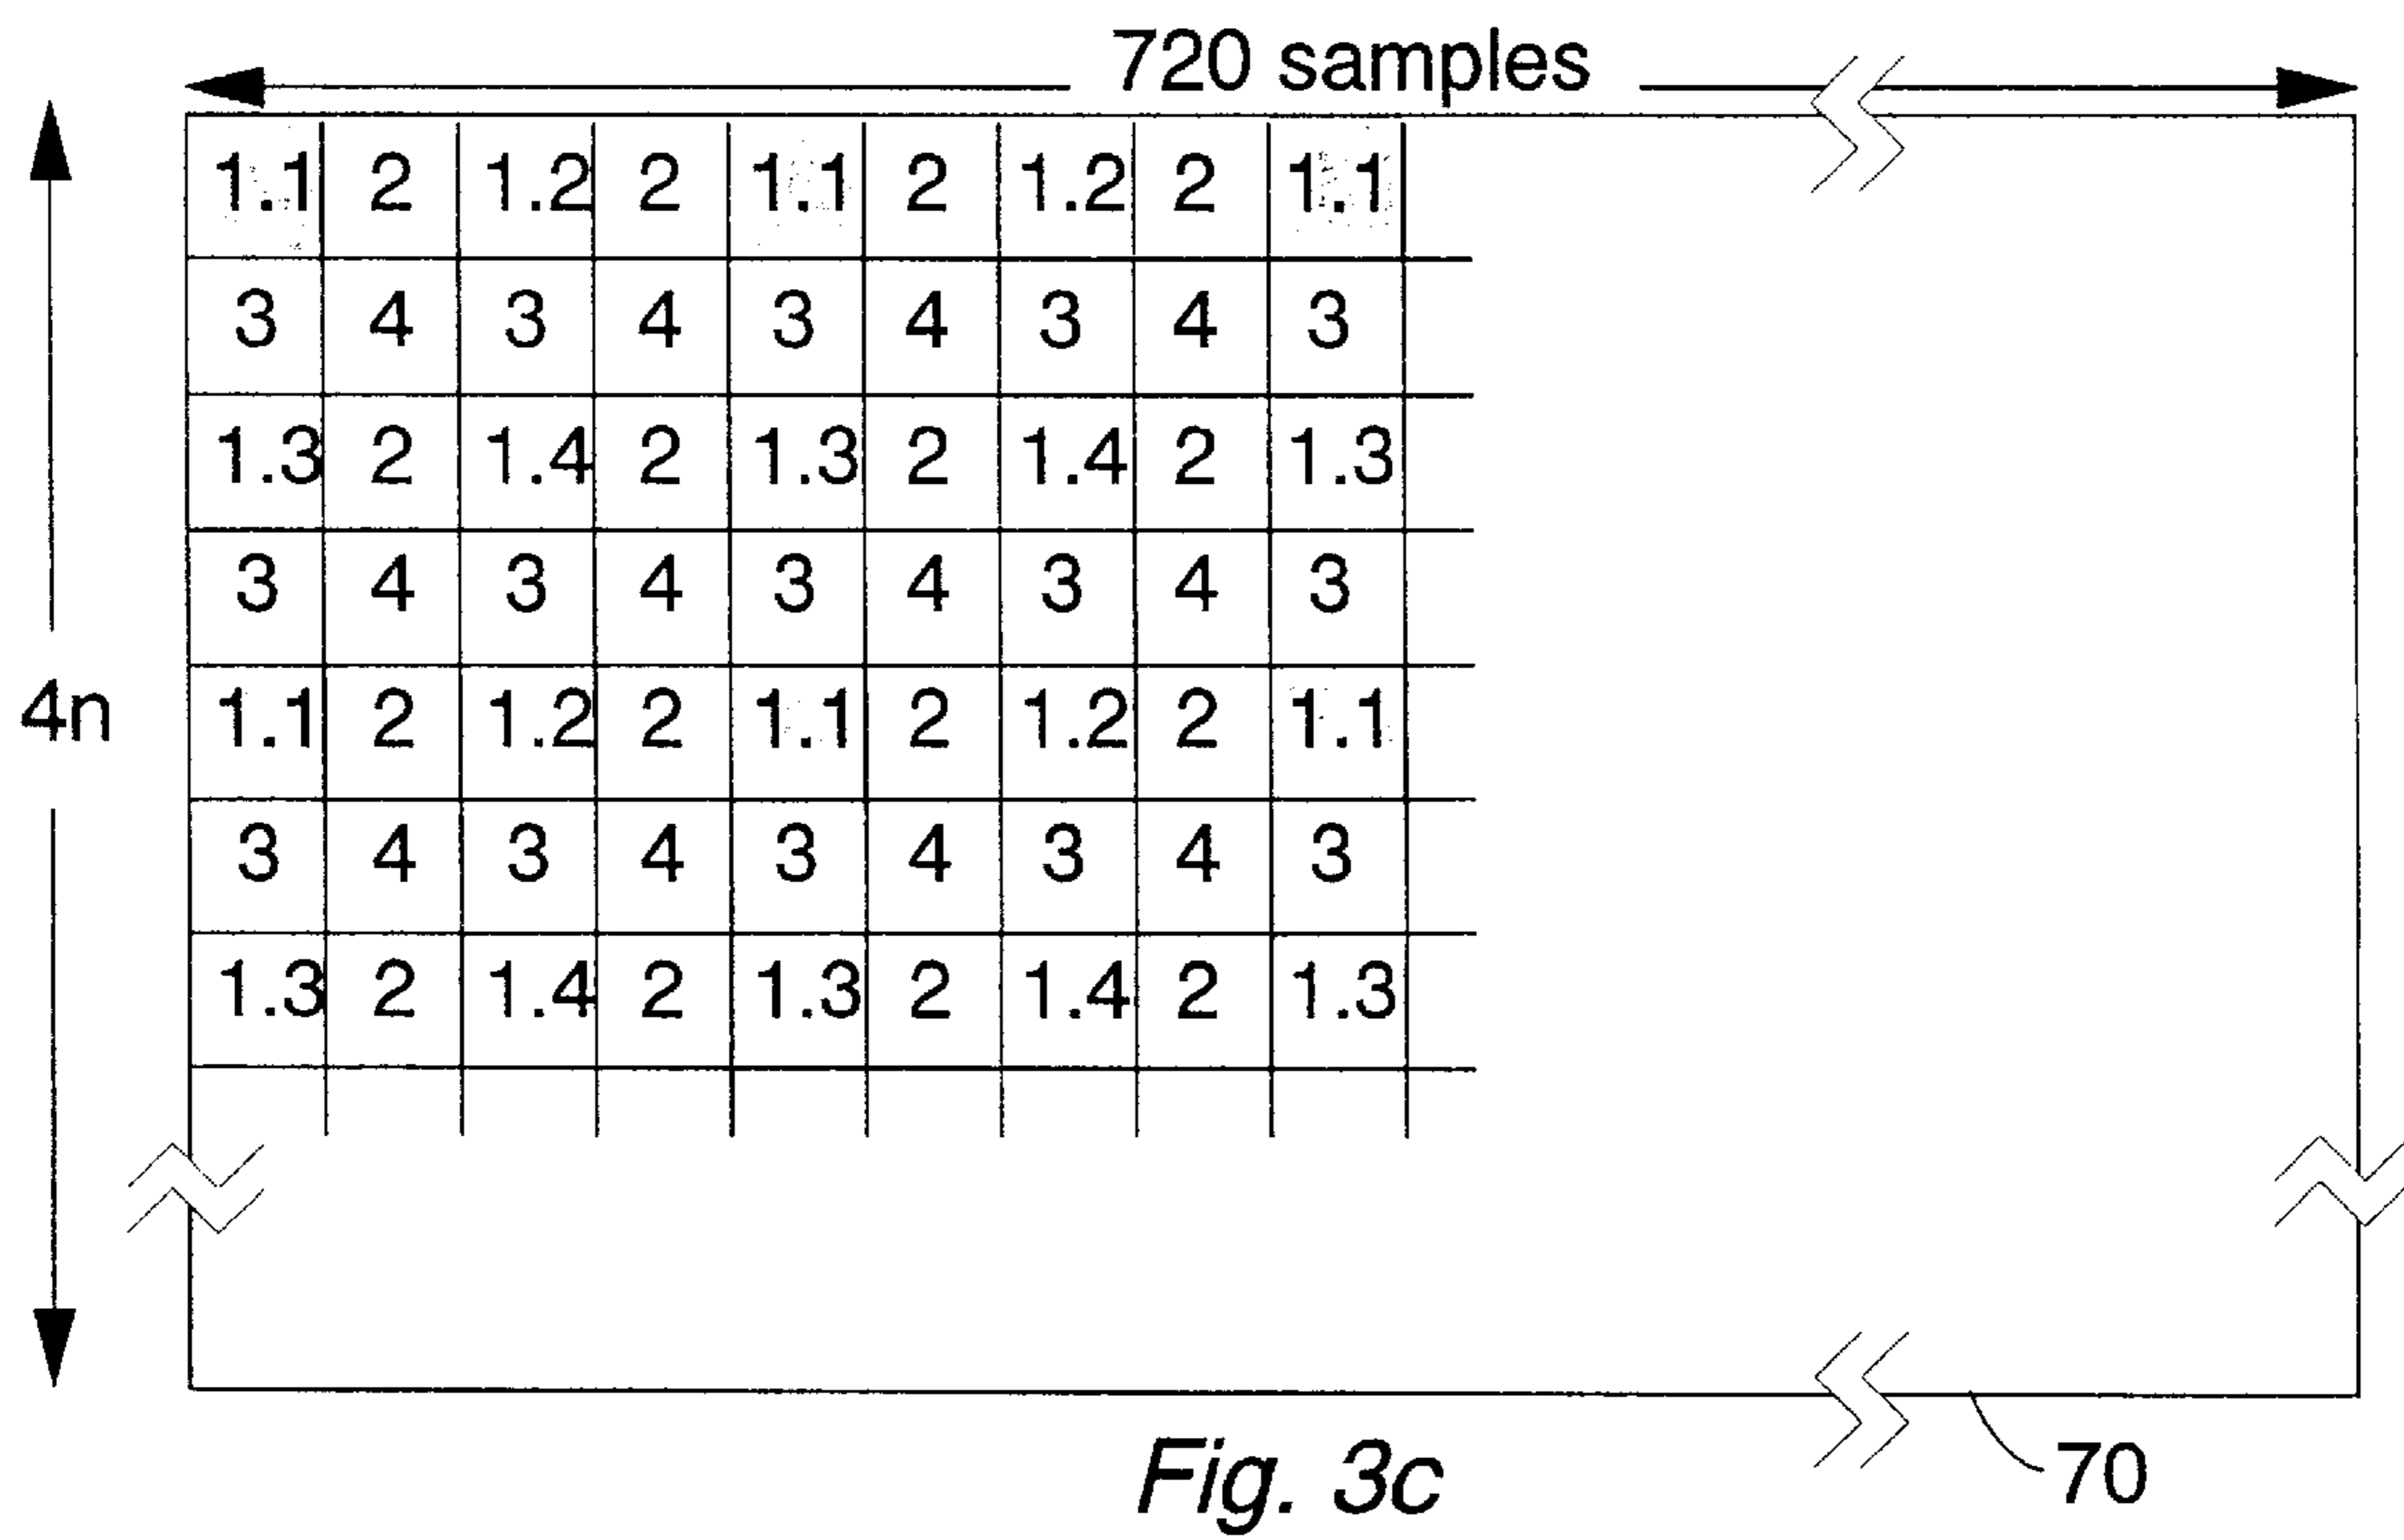 720 samples
1.1 2 1.2 2 1.1 2 1.2 2 1.1
3 4 3 4 3 4 3 4 3
1.3 2 1.4 2 1.3 2 1.4 2 1.3
3 4 3 4 3 4 3 4 3
4n
1.1 2 1.2 2 1.1 2 1.2 2 1.1
3 4 3 4 3 4 3 4 3
1.3 2 1.4 2 1.3 2 1.4 2 1.3
Fig. 3c
70